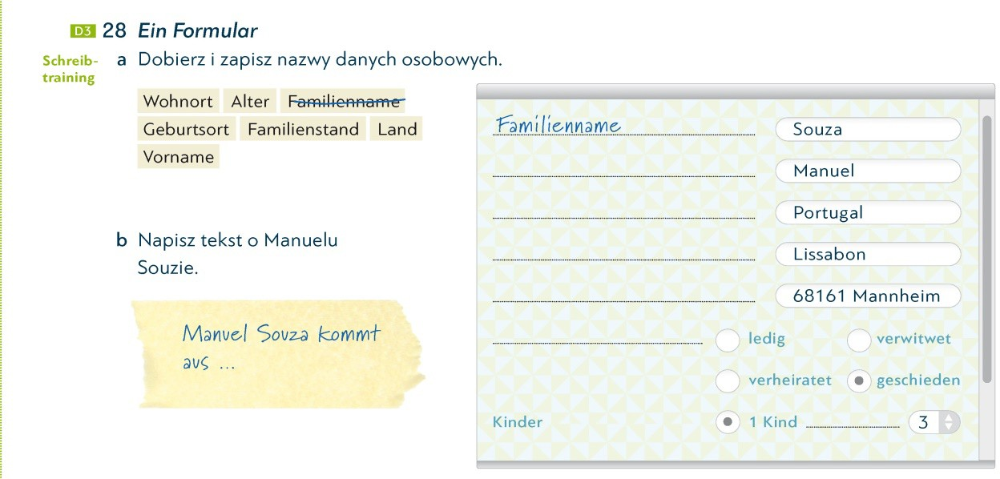 D3 28 Ein Formular
Schreib-
training
a Dobierz i zapisz nazwy danych osobowych.
Wohnort Alter Familienname
Geburtsort Familienstand Land
Vorname
b Napisz tekst o Manuelu
Souzie.
Manuel Souza kommt
aus ...
Familienname Souza
Manuel
Portugal
Lissabon
68161 Mannheim
ledig verwitwet
verheiratet geschieden
Kinder 1 Kind 3